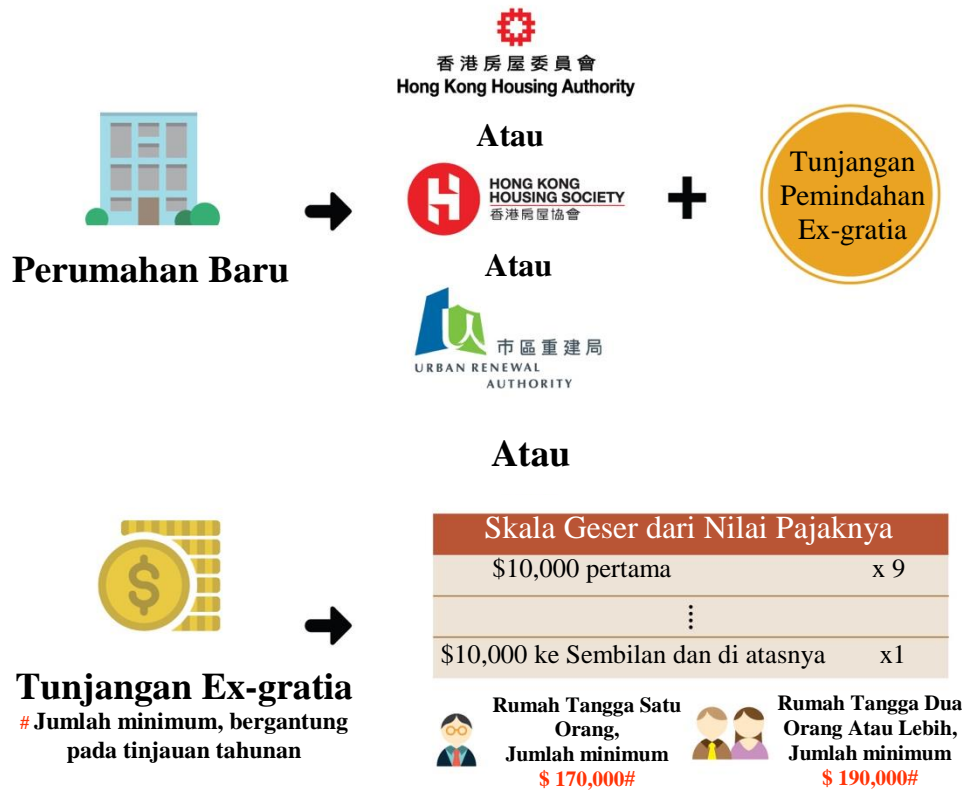 香港房屋委員會
Hong Kong Housing Authority
Atau
HONG KONG
HOUSING SOCIETY
香港房屋協會
Atau
市區重建局
URBAN RENEWAL
AUTHORITY
Perumahan Baru
Tunjangan
Pemindahan
Ex-gratia
Atau
Tunjangan Ex-gratia
# Jumlah minimum, bergantung
pada tinjauan tahunan
Skala Geser dari Nilai Pajaknya
$10,000 pertama x 9
⋮
$10,000 ke Sembilan dan di atasnya x1
Rumah Tangga Satu
Orang,
Jumlah minimum
$ 170,000#
Rumah Tangga Dua
Orang Atau Lebih,
Jumlah minimum
$ 190,000#